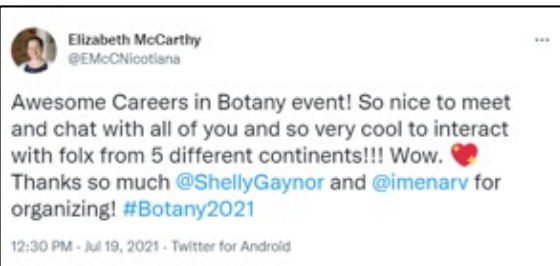 Elizabeth McCarthy
@EMcCNicotiana
Awesome Careers in Botany event! So nice to meet
and chat with all of you and so very cool to interact
with folx from 5 different continents!!! Wow. 💖
Thanks so much @ShellyGaynor and @imenarv for
organizing! #Botany2021
12:30 PM · Jul 19, 2021 · Twitter for Android